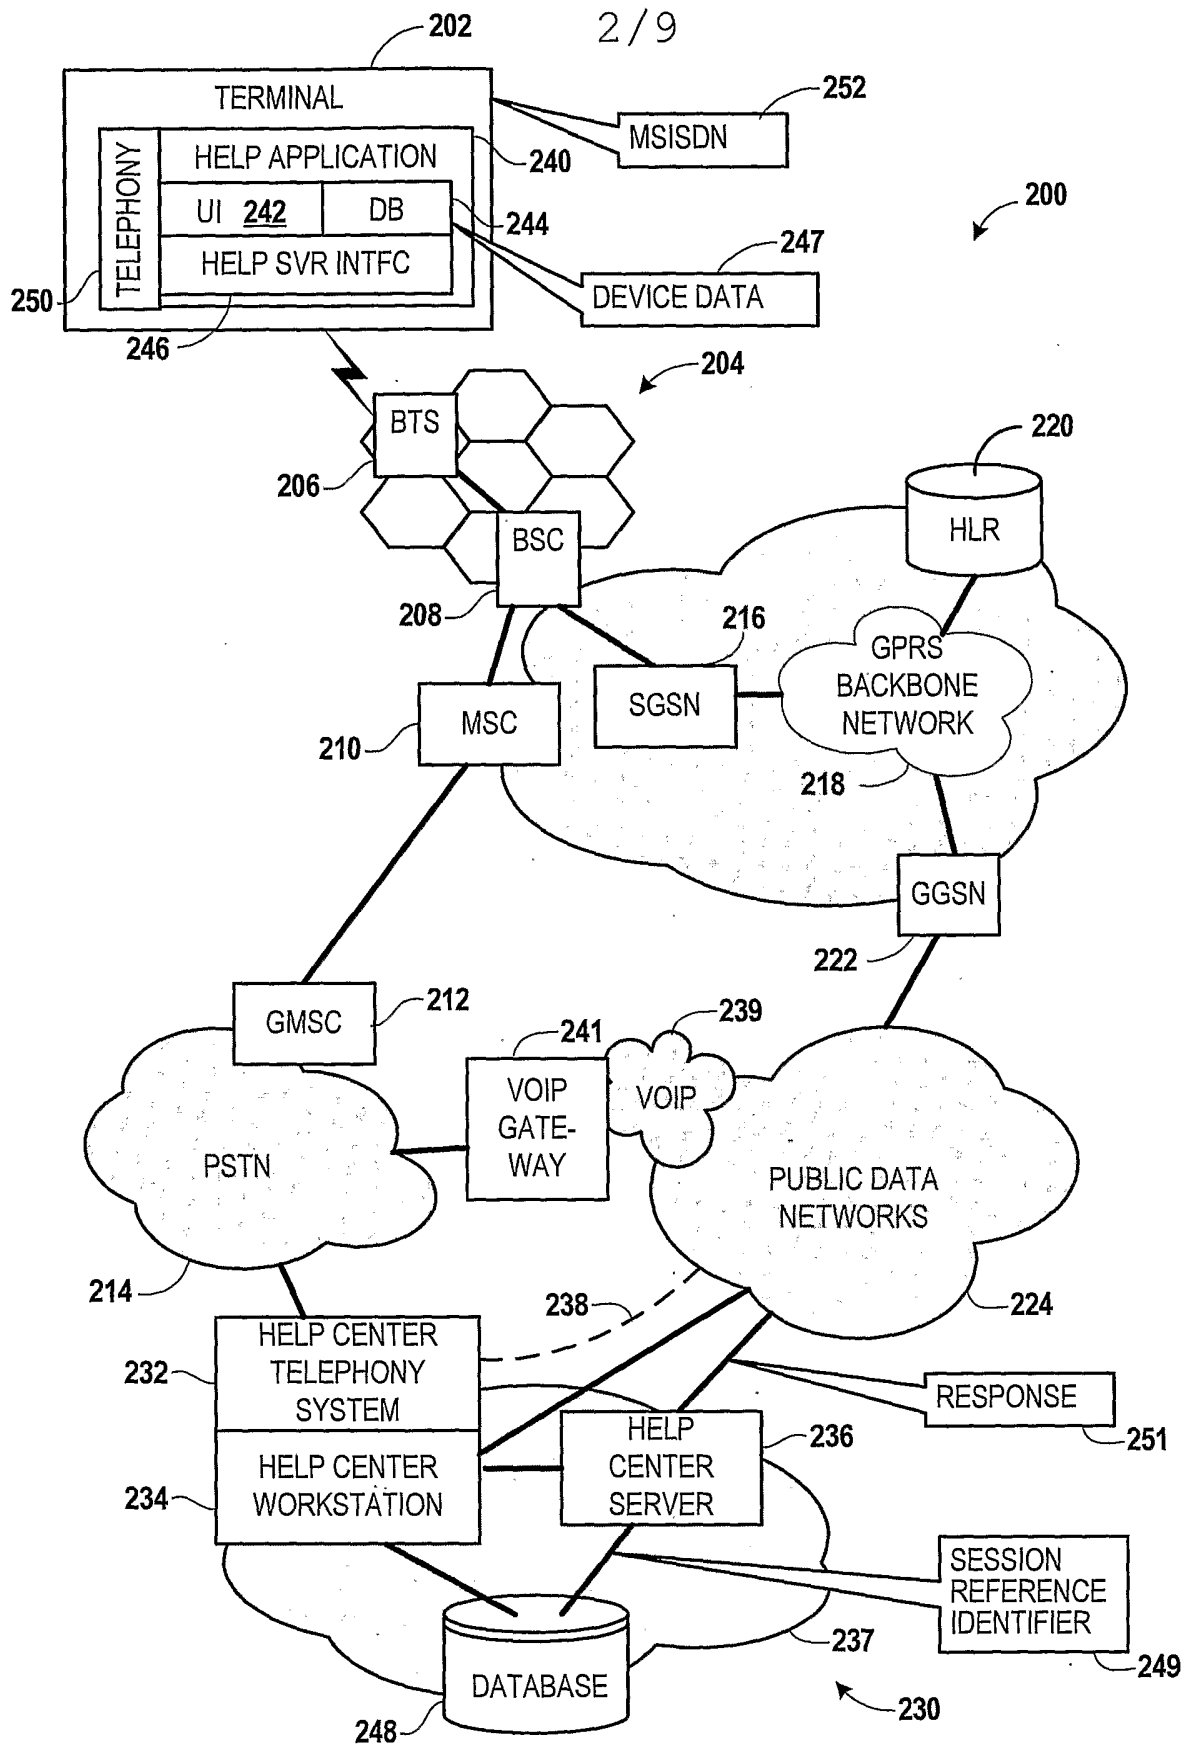 2/9
202
TERMINAL
252
MSISDN
TELEPHONY
HELP APPLICATION
240
200
UI 242
DB
244
HELP SVR INTFC
247
250
DEVICE DATA
246
204
BTS
206
220
HLR
BSC
208
216
GPRS
BACKBONE
NETWORK
SGSN
MSC
210
218
GGSN
222
GMSC
212
239
241
VOIP
GATE-
WAY
VOIP
PSTN
PUBLIC DATA
NETWORKS
214
238
224
HELP CENTER
TELEPHONY
SYSTEM
232
RESPONSE
251
HELP
CENTER
SERVER
236
HELP CENTER
WORKSTATION
234
SESSION
REFERENCE
IDENTIFIER
237
249
DATABASE
248
230